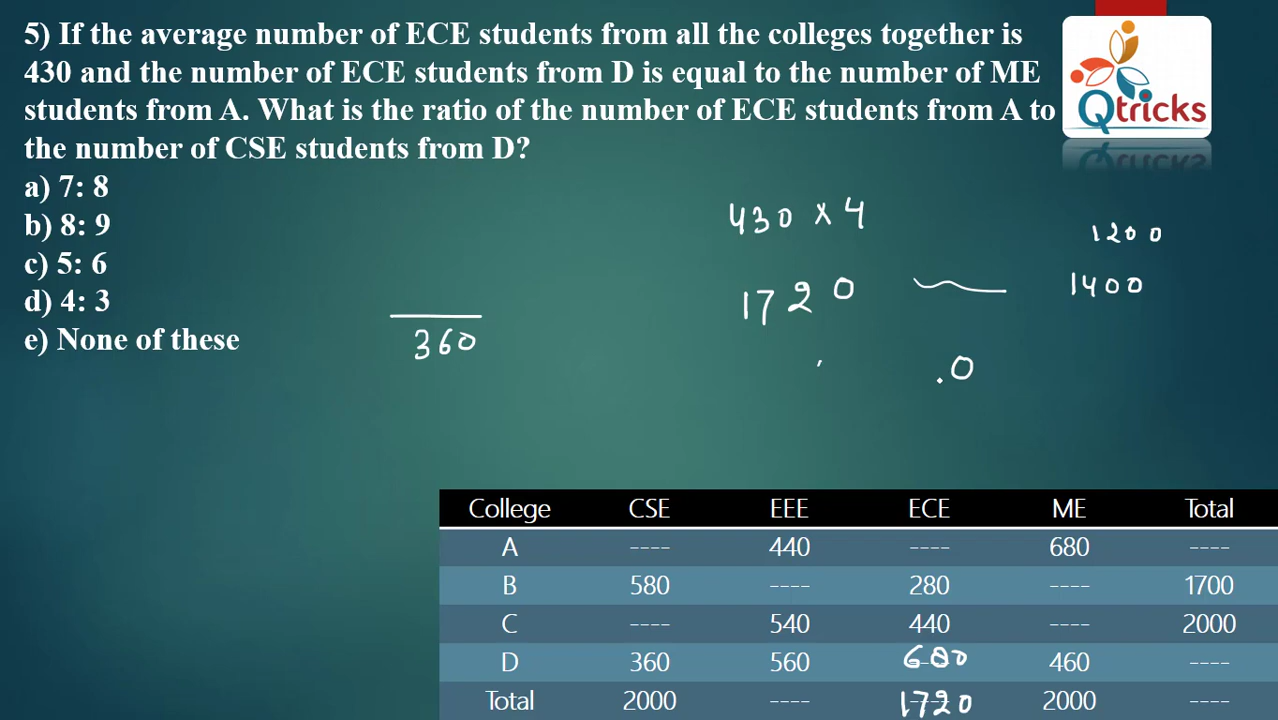 5) If the average number of ECE students from all the colleges together is
430 and the number of ECE students from D is equal to the number of ME
students from A. What is the ratio of the number of ECE students from A to
the number of CSE students from D?
a) 7: 8
b) 8: 9
c) 5: 6
d) 4: 3
e) None of these
Qtricks
430 x 4
1200
1720
1400
360
.0
College CSE EEE ECE ME Total
A ---- 440 ---- 680 ----
B 580 ---- 280 ---- 1700
C ---- 540 440 ---- 2000
D 360 560 680 460 ----
Total 2000 ---- 1720 2000 ----